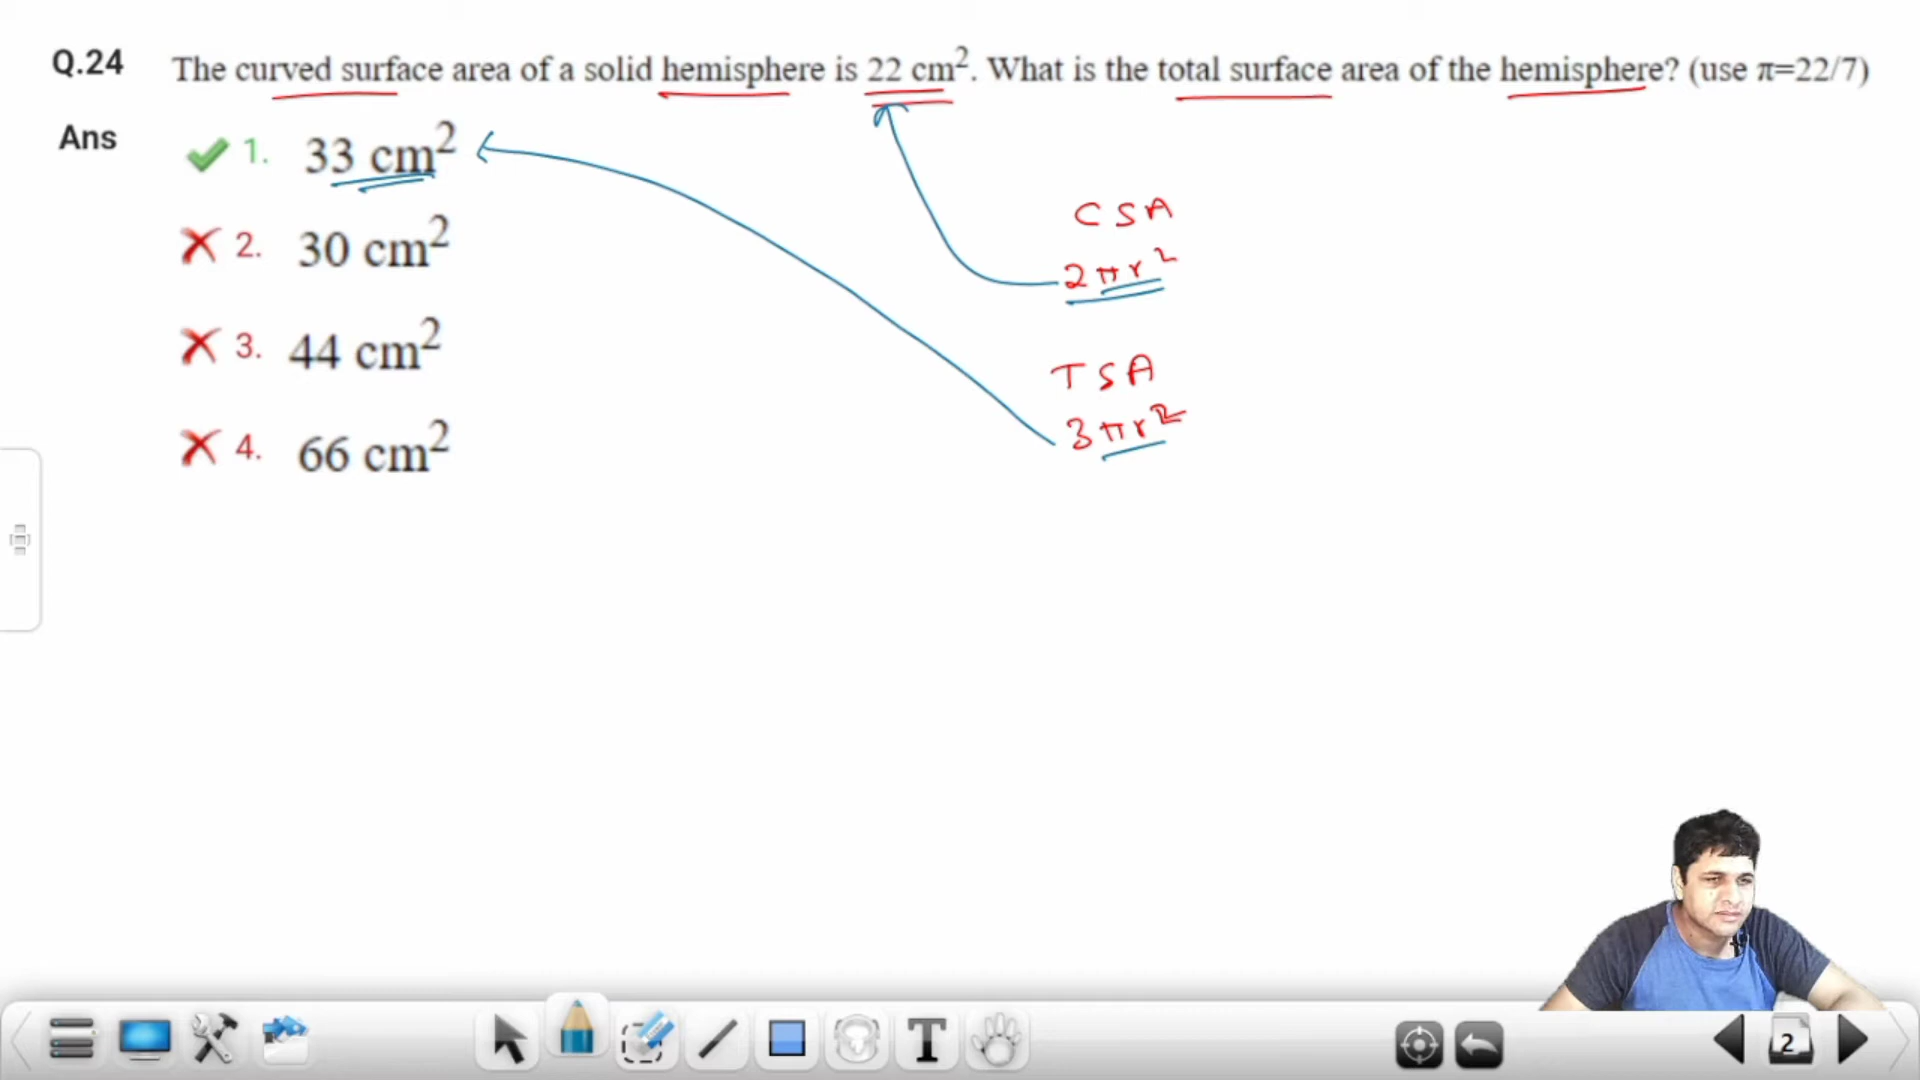 Q.24 The curved surface area of a solid hemisphere is 22 cm². What is the total surface area of the hemisphere? (use π=22/7)
Ans
1. 33 cm²
2. 30 cm²
3. 44 cm²
4. 66 cm²
CSA
2πr²
TSA
3πr²
T
2